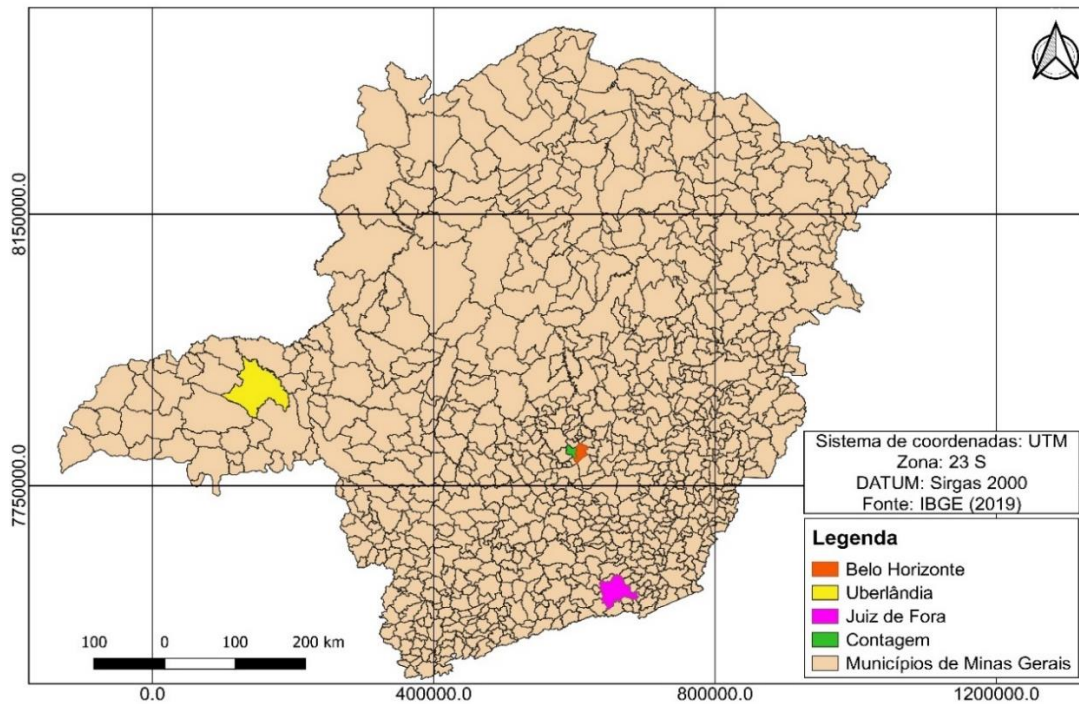 8150000.0
7750000.0
Sistema de coordenadas: UTM
Zona: 23 S
DATUM: Sirgas 2000
Fonte: IBGE (2019)
Legenda
Belo Horizonte
Uberlândia
Juiz de Fora
Contagem
Municípios de Minas Gerais
100 0 100 200 km
0.0 400000.0 800000.0 1200000.0